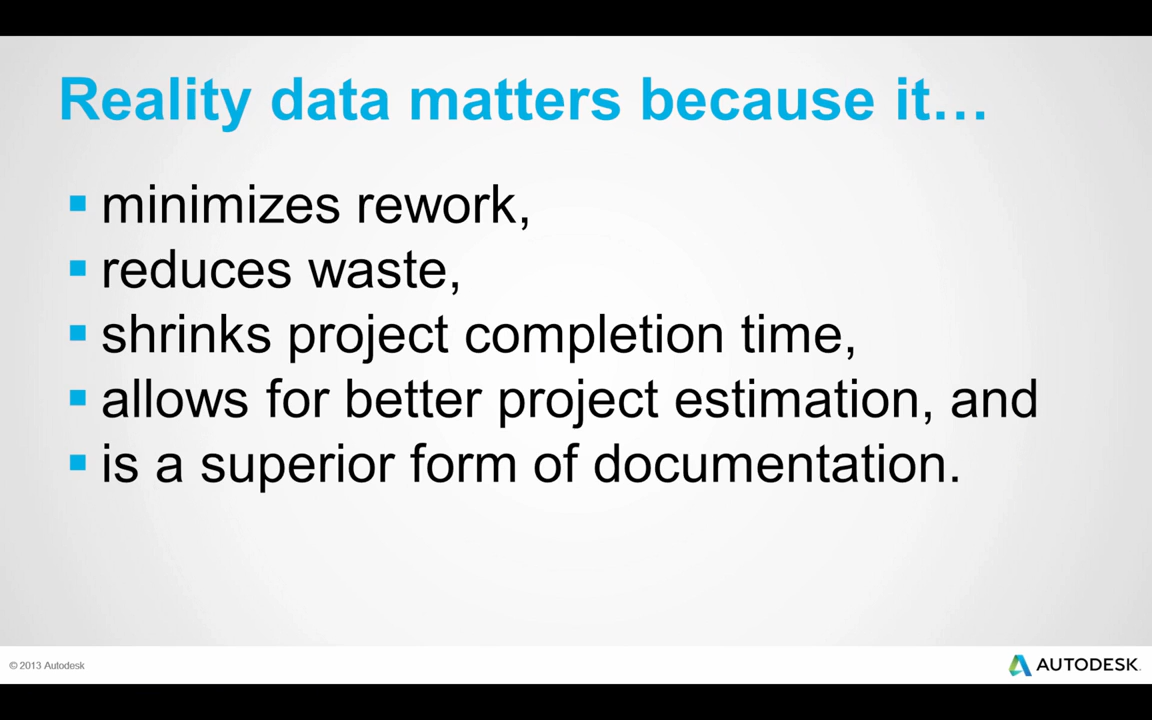 Reality data matters because it…
▪ minimizes rework,
▪ reduces waste,
▪ shrinks project completion time,
▪ allows for better project estimation, and
▪ is a superior form of documentation.
© 2013 Autodesk
AUTODESK.